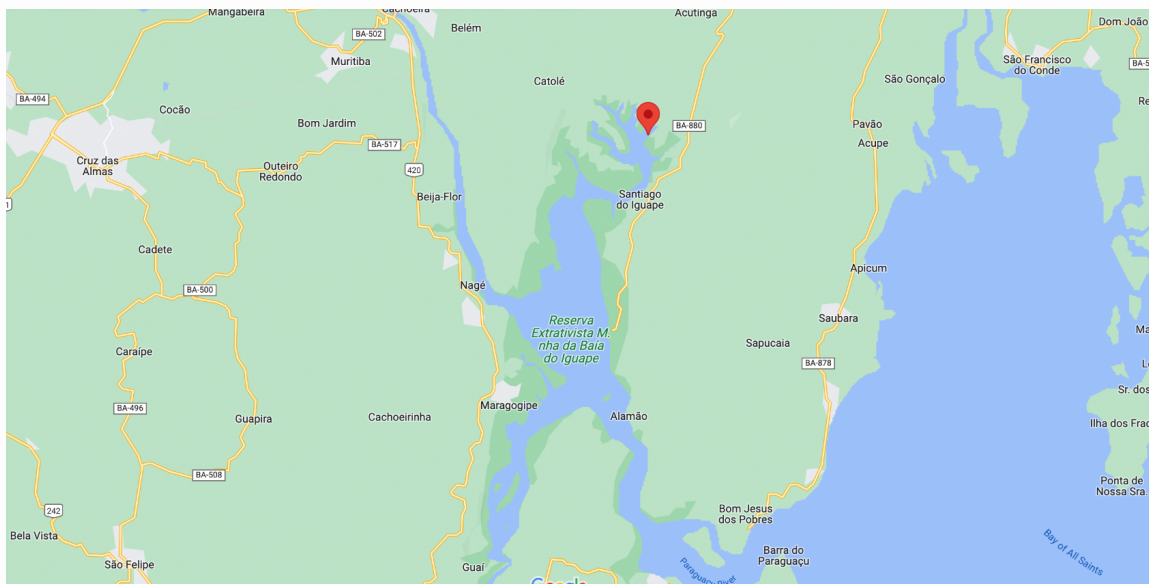 Mangabeira
Cachoeira
Acutinga
Dom João
BA-502
Belém
Muritiba
São Francisco
do Conde
São Gonçalo
Catolé
BA-494
Cocão
Bom Jardim
BA-880
Pavão
BA-517
Acupe
Cruz das
Almas
Outeiro
Redondo
420
Beija-Flor
Santiago
do Iguape
Cadete
Apicum
Nagé
BA-500
Reserva
Extrativista M.
nha da Baía
do Iguape
Saubara
Caraípe
Sapucaia
BA-878
Sr. dos
Maragogipe
BA-496
Cachoeirinha
Alamão
Guapira
Ilha dos Frad
BA-508
Ponta de
Nossa Sra.
242
Bom Jesus
dos Pobres
Bela Vista
Bay of All Saints
Barra do
Paraguaçu
São Felipe
Guaí
Paraguaçu River
Google